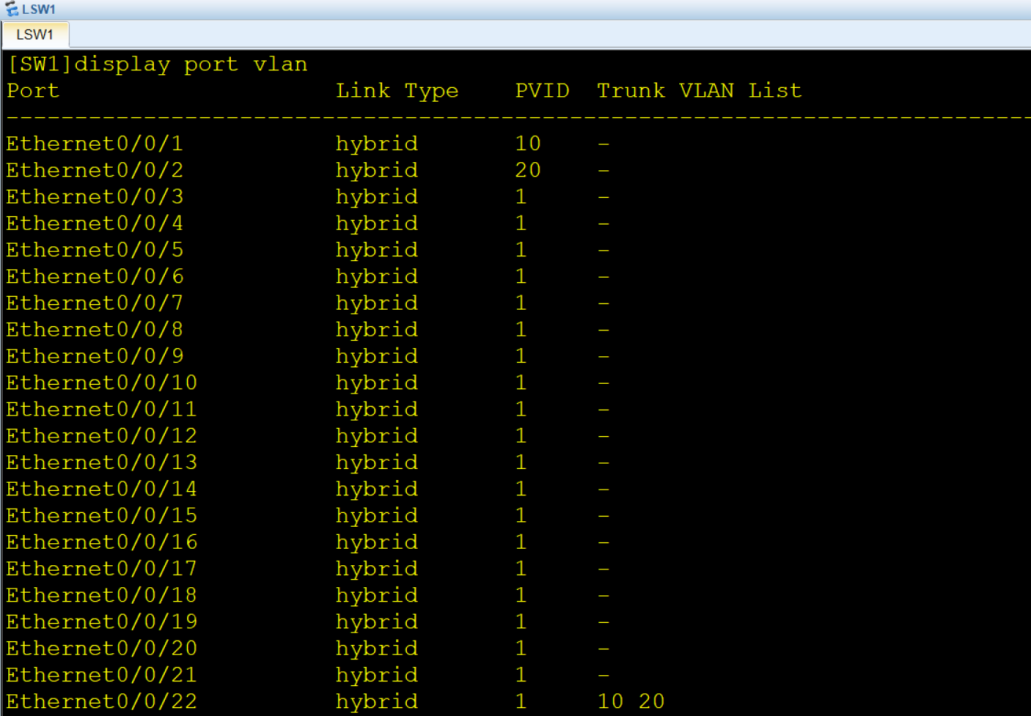 LSW1
LSW1
[SW1]display port vlan
Port Link Type PVID Trunk VLAN List
-------------------------------------------------------------------------------
Ethernet0/0/1 hybrid 10 -
Ethernet0/0/2 hybrid 20 -
Ethernet0/0/3 hybrid 1 -
Ethernet0/0/4 hybrid 1 -
Ethernet0/0/5 hybrid 1 -
Ethernet0/0/6 hybrid 1 -
Ethernet0/0/7 hybrid 1 -
Ethernet0/0/8 hybrid 1 -
Ethernet0/0/9 hybrid 1 -
Ethernet0/0/10 hybrid 1 -
Ethernet0/0/11 hybrid 1 -
Ethernet0/0/12 hybrid 1 -
Ethernet0/0/13 hybrid 1 -
Ethernet0/0/14 hybrid 1 -
Ethernet0/0/15 hybrid 1 -
Ethernet0/0/16 hybrid 1 -
Ethernet0/0/17 hybrid 1 -
Ethernet0/0/18 hybrid 1 -
Ethernet0/0/19 hybrid 1 -
Ethernet0/0/20 hybrid 1 -
Ethernet0/0/21 hybrid 1 -
Ethernet0/0/22 hybrid 1 10 20